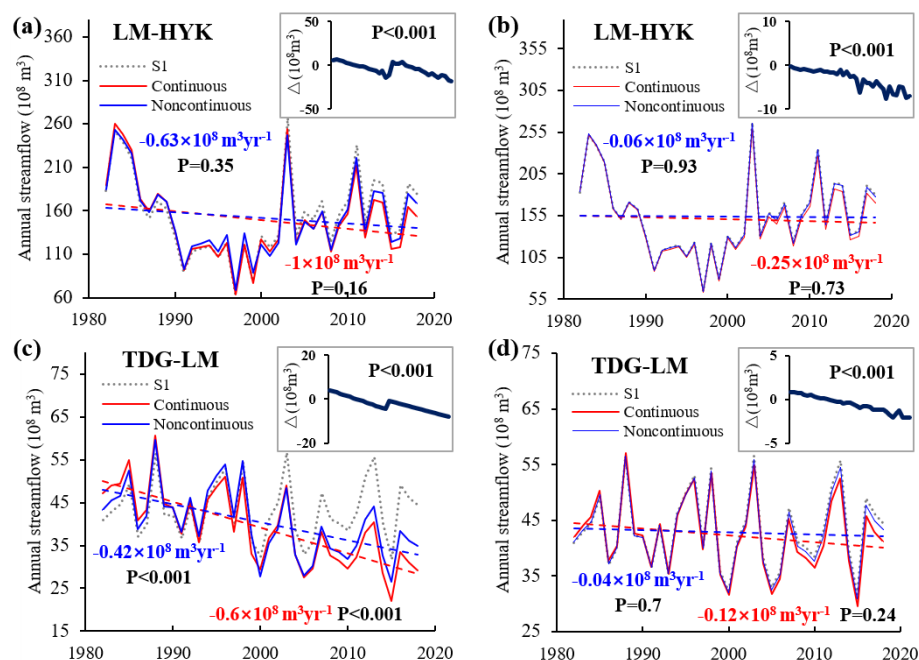 (a)
LM-HYK
S1
Continuous
Noncontinuous
Annual streamflow (10⁸ m³)
360
310
260
210
160
110
60
P<0.001
△(10⁸m³)
50
0
-50
-0.63×10⁸ m³yr⁻¹
P=0.35
-1×10⁸ m³yr⁻¹
P=0.16
1980 1990 2000 2010 2020
(b)
LM-HYK
S1
Continuous
Noncontinuous
Annual streamflow (10⁸ m³)
355
305
255
205
155
105
55
P<0.001
△(10⁸m³)
10
0
-10
-0.06×10⁸ m³yr⁻¹
P=0.93
-0.25×10⁸ m³yr⁻¹
P=0.73
1980 1990 2000 2010 2020
(c)
TDG-LM
S1
Continuous
Noncontinuous
Annual streamflow (10⁸ m³)
75
60
45
30
15
P<0.001
△(10⁸m³)
20
0
-20
-0.42×10⁸ m³yr⁻¹
P<0.001
-0.6×10⁸ m³yr⁻¹ P<0.001
1980 1990 2000 2010 2020
(d)
TDG-LM
S1
Continuous
Noncontinuous
Annual streamflow (10⁸ m³)
75
65
55
45
35
25
P<0.001
△(10⁸m³)
5
0
-5
-0.04×10⁸ m³yr⁻¹
P=0.7
-0.12×10⁸ m³yr⁻¹
P=0.24
1980 1990 2000 2010 2020